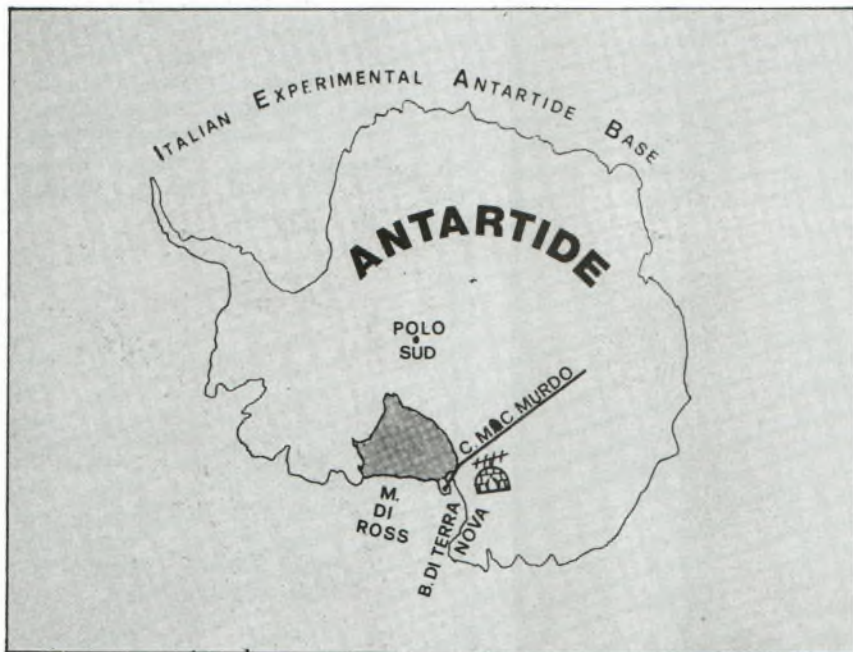 ITALIAN EXPERIMENTAL ANTARTIDE BASE
ANTARTIDE
POLO
SUD
C. MAC MURDO
M.
DI
ROSS
B. DI TERRA
NOVA